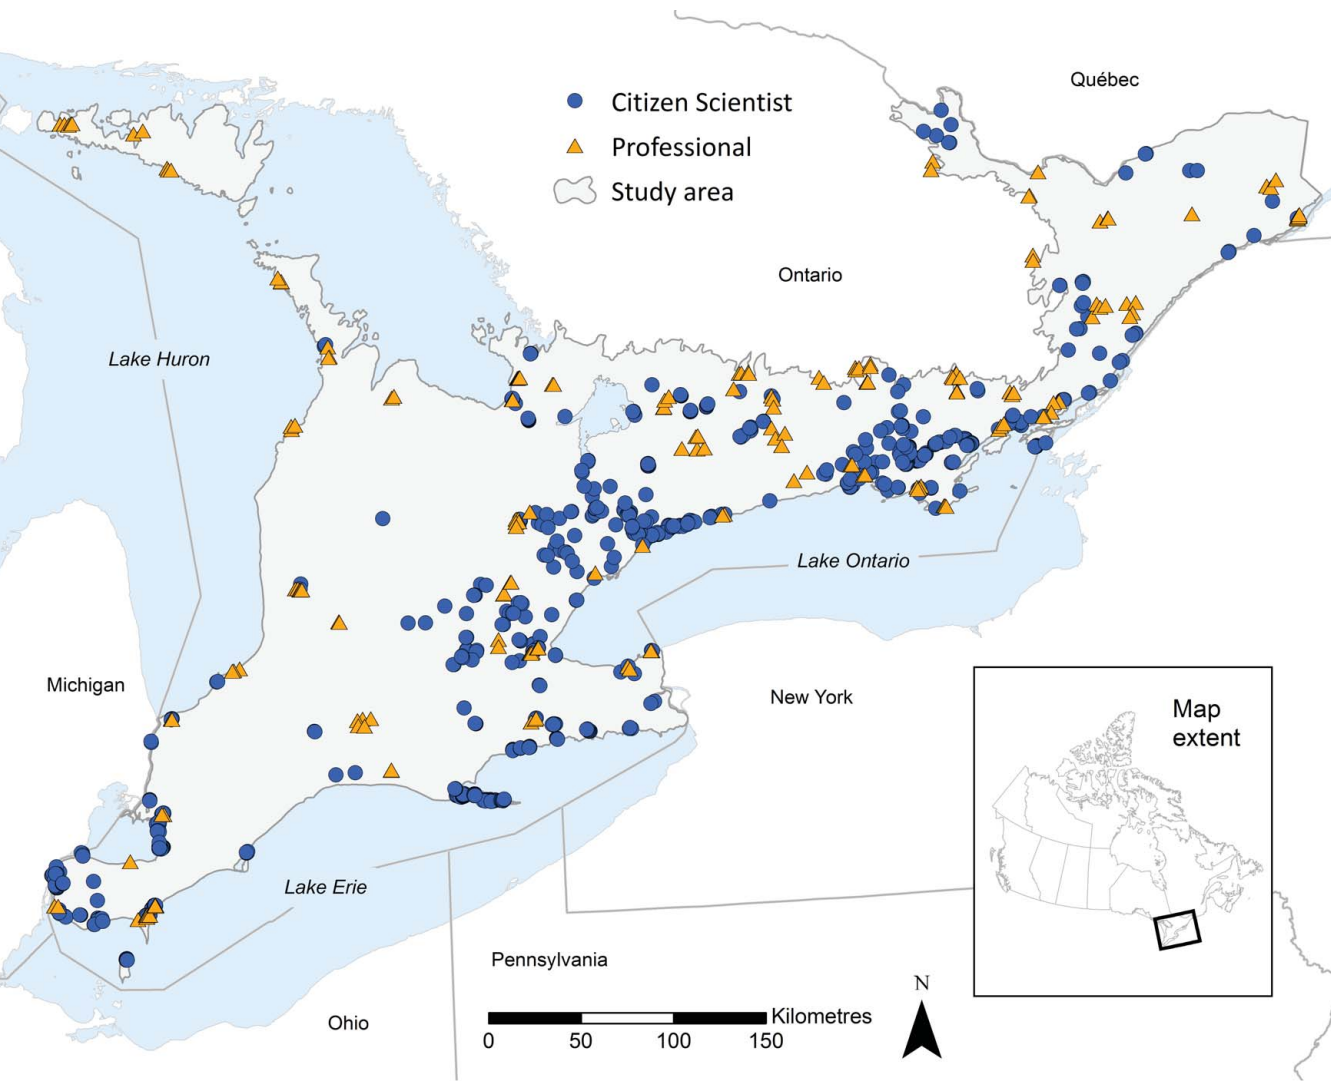 Québec
Citizen Scientist
Professional
Study area
Ontario
Lake Huron
Lake Ontario
Michigan
New York
Map
extent
Lake Erie
Pennsylvania
N
Kilometres
Ohio
0 50 100 150